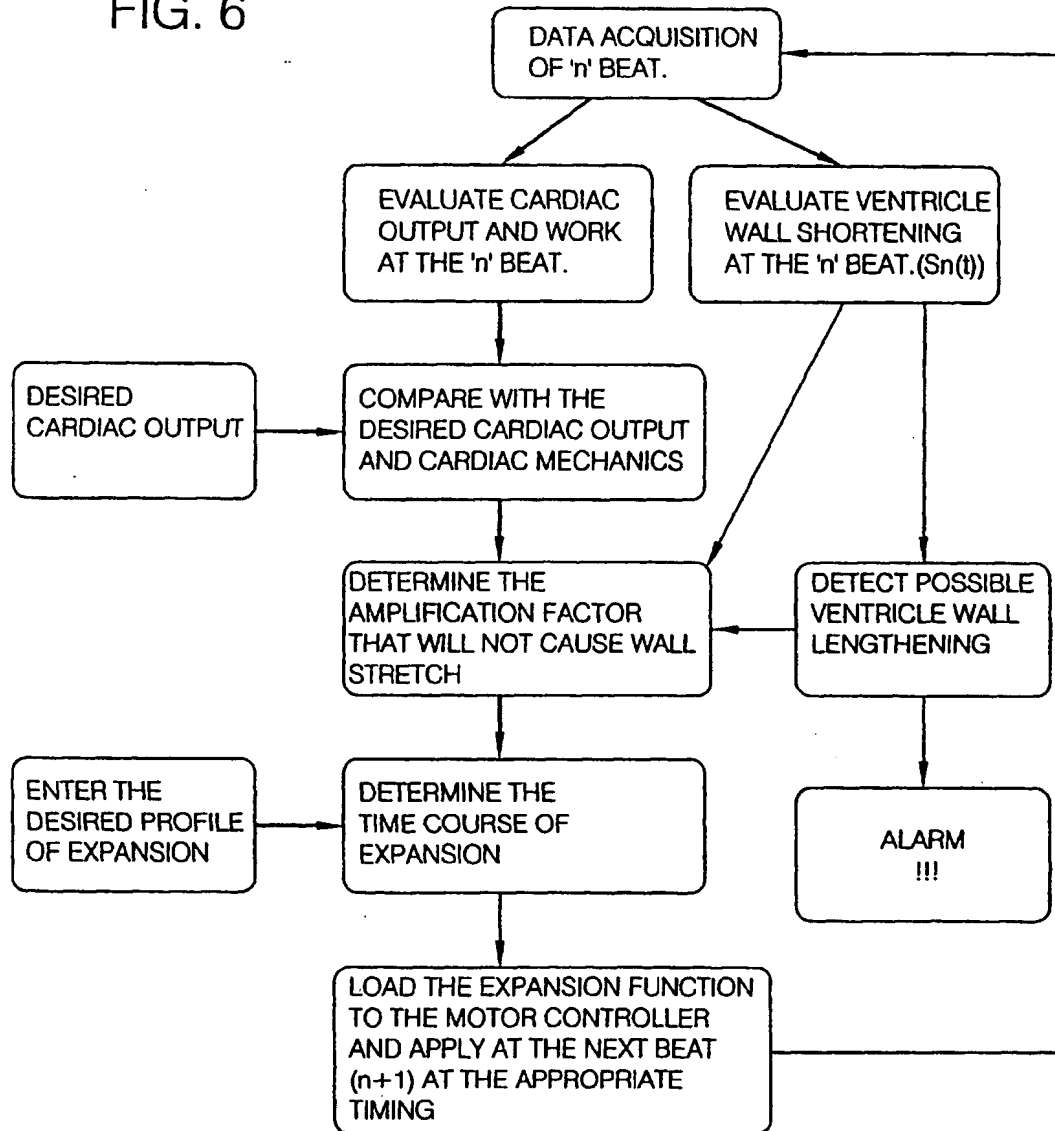 FIG. 6
DATA ACQUISITION
OF 'n' BEAT.
EVALUATE CARDIAC
OUTPUT AND WORK
AT THE 'n' BEAT.
EVALUATE VENTRICLE
WALL SHORTENING
AT THE 'n' BEAT.(Sn(t))
DESIRED
CARDIAC OUTPUT
COMPARE WITH THE
DESIRED CARDIAC OUTPUT
AND CARDIAC MECHANICS
DETERMINE THE
AMPLIFICATION FACTOR
THAT WILL NOT CAUSE WALL
STRETCH
DETECT POSSIBLE
VENTRICLE WALL
LENGTHENING
ENTER THE
DESIRED PROFILE
OF EXPANSION
DETERMINE THE
TIME COURSE OF
EXPANSION
ALARM
!!!
LOAD THE EXPANSION FUNCTION
TO THE MOTOR CONTROLLER
AND APPLY AT THE NEXT BEAT
(n+1) AT THE APPROPRIATE
TIMING